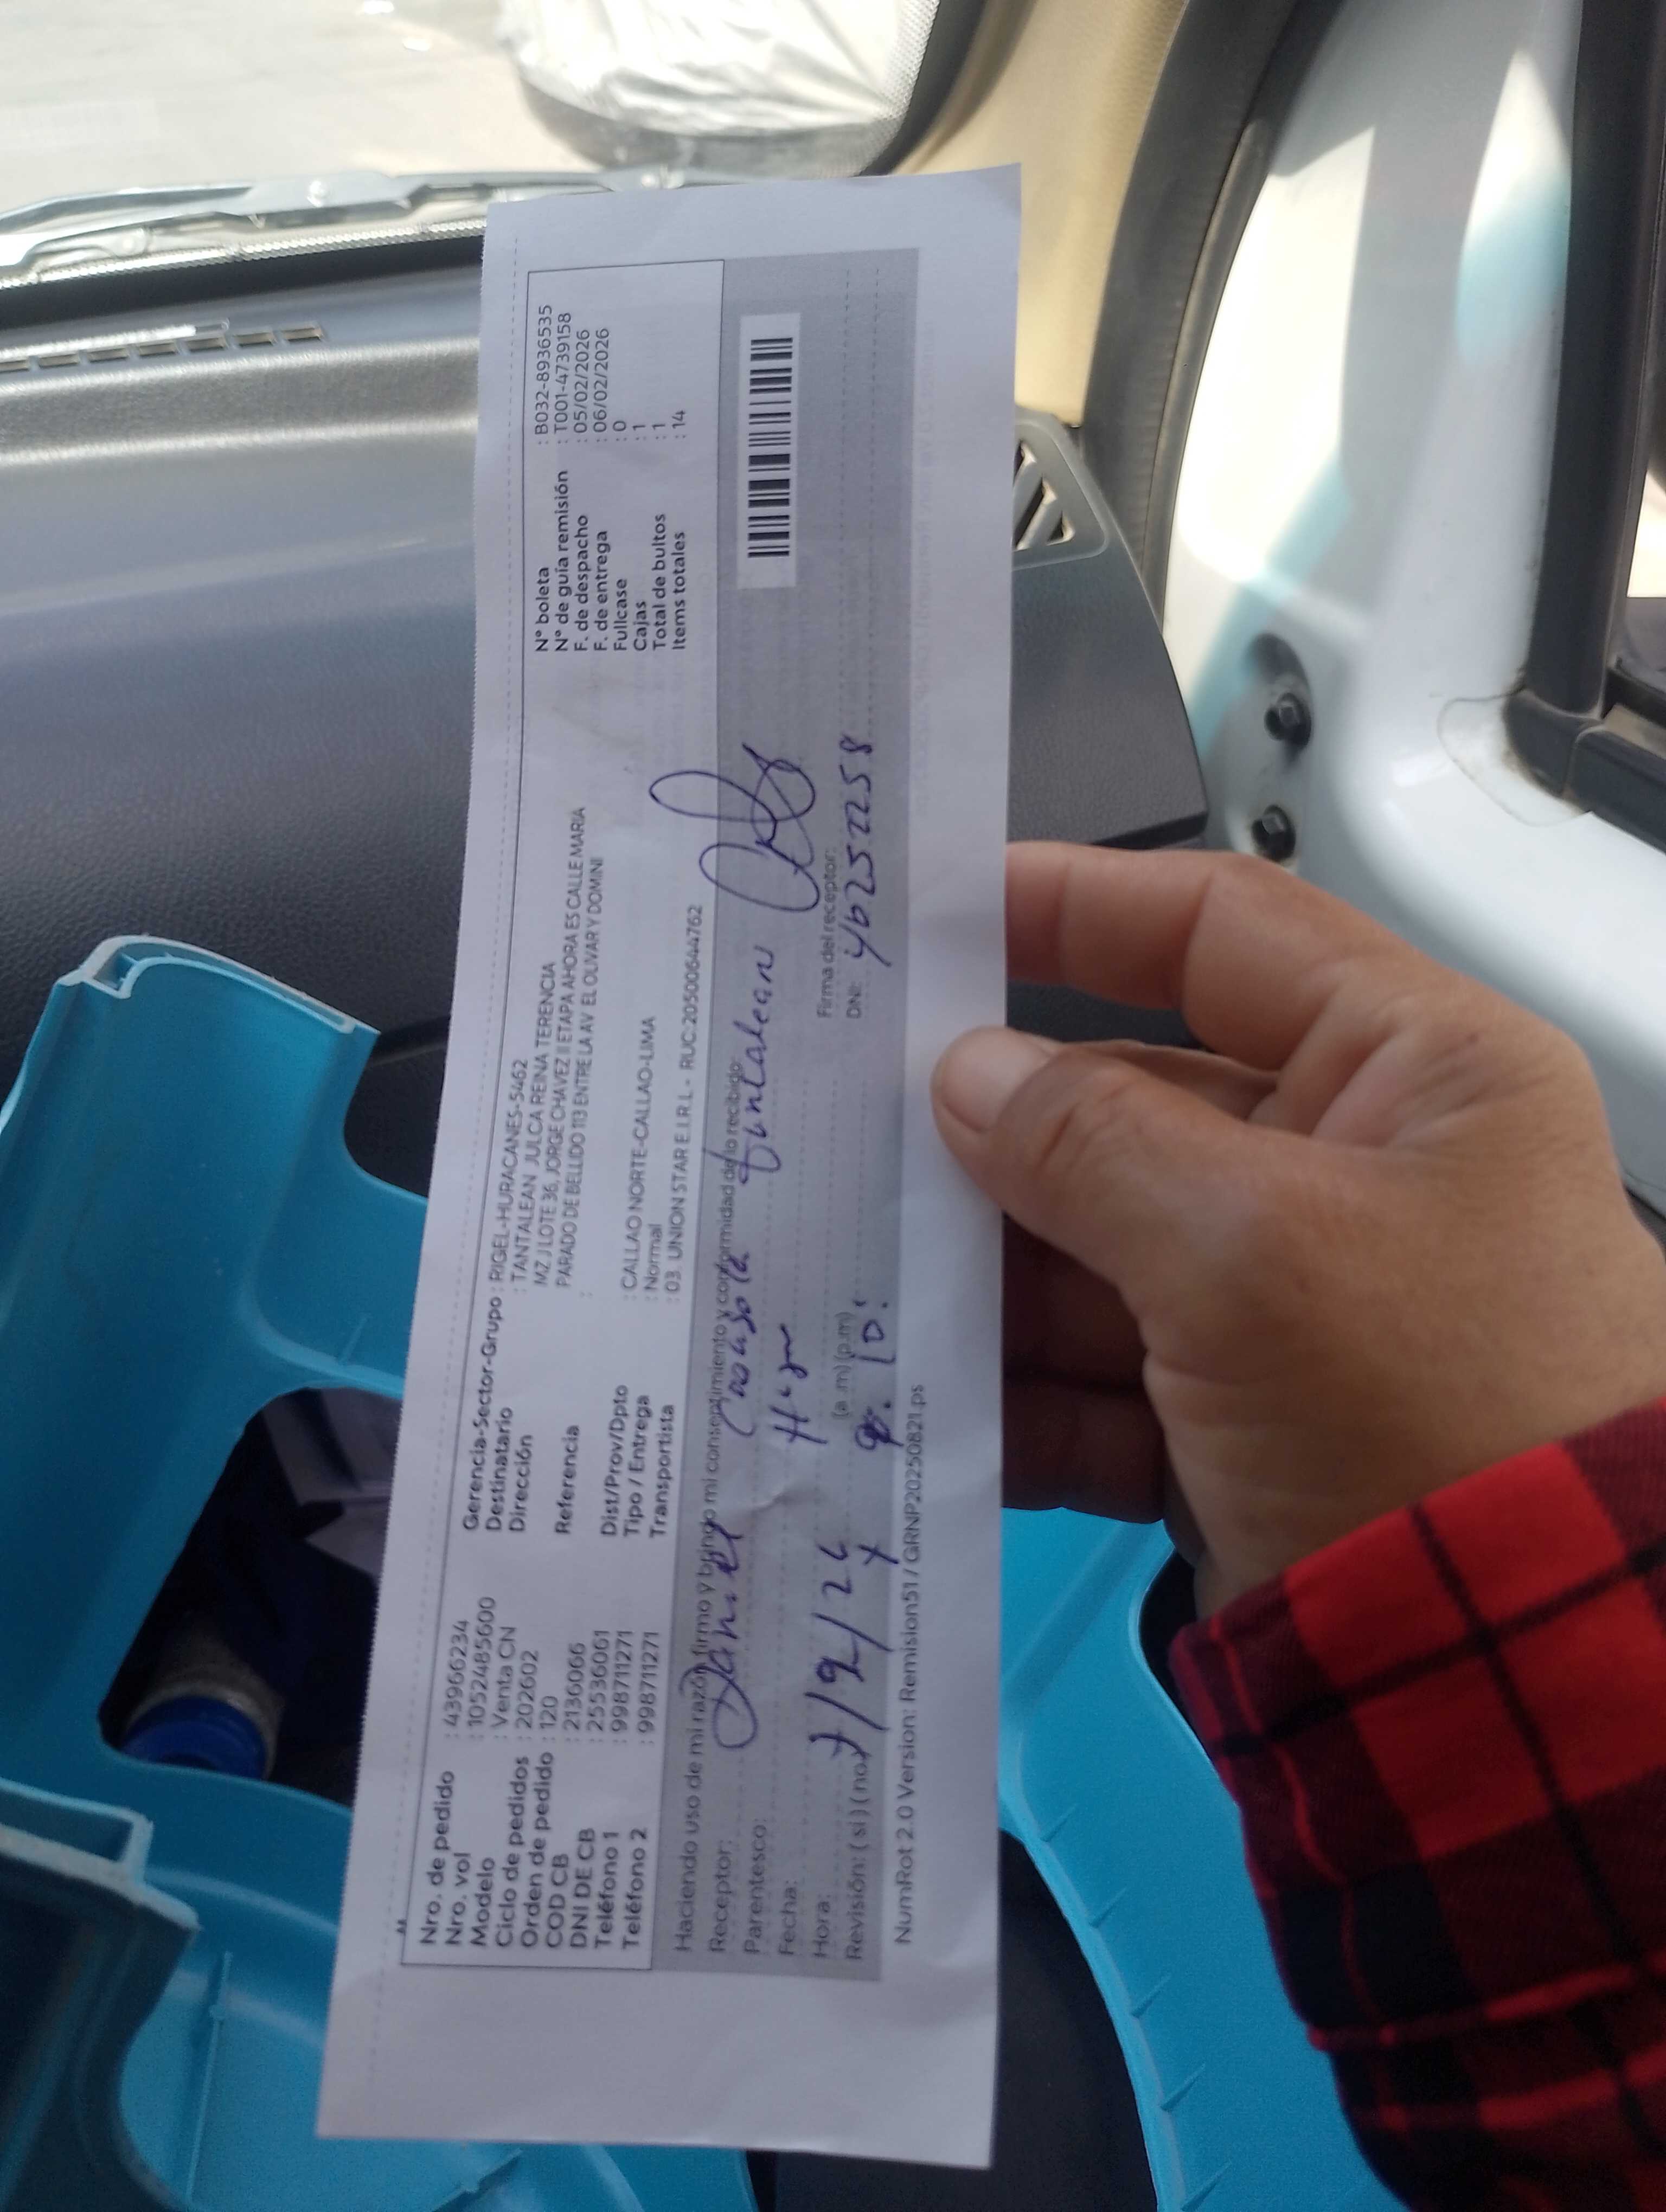 Nro. de pedido : 43966234
Nro. vol : 1052485600
Modelo : Venta CN
Ciclo de pedidos : 202602
Orden de pedido : 120
COD CB : 2136066
DNI DE CB : 25536061
Teléfono 1 : 998711271
Teléfono 2 : 998711271
Gerencia-Sector-Grupo : RIGEL-HURACANES-5462
Destinatario : TANTALEAN JULCA REINA TERENCIA
Dirección MZ J LOTE 36, JORGE CHAVEZ II ETAPA AHORA ES CALLE MARIA
PARADO DE BELLIDO 113 ENTRE LA AV EL OLIVAR Y DOMINI
Referencia :
Dist/Prov/Dpto : CALLAO NORTE-CALLAO-LIMA
Tipo / Entrega : Normal
Transportista : 03. UNION STAR E.I.R.L - RUC:20500644762
N° boleta : B032-8936535
N° de guía remisión : T001-4739158
F. de despacho : 05/02/2026
F. de entrega : 06/02/2026
Fullcase : 0
Cajas : 1
Total de bultos : 1
Items totales : 14
Haciendo uso de mi razón firmo y brindo mi consentimiento y conformidad de lo recibido:
Receptor: Daniel tuntalean
Parentesco:
Fecha:
Hora: (a.m) (p.m)
Revisión: (si) (no)
Firma del receptor:
DNI: 46252258
NumRot 2.0 Version: Remision51 / GRNP20250821.ps